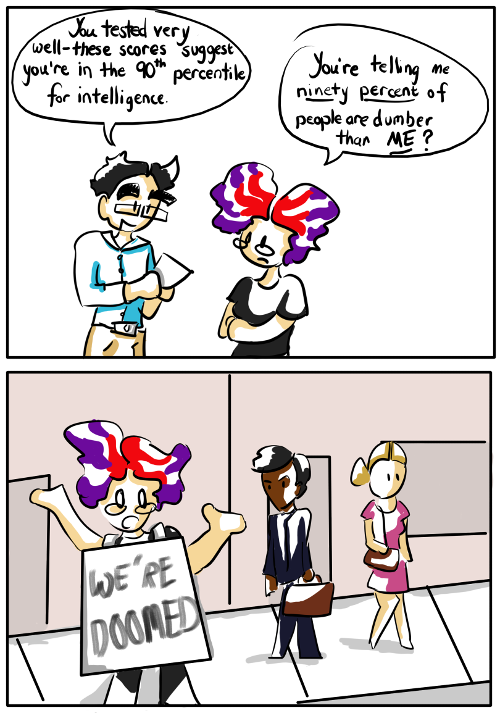 You tested very
well-these scores suggest
you're in the 90th percentile
for intelligence.
You're telling me
ninety percent of
people are dumber
than ME?
WE'RE
DOOMED